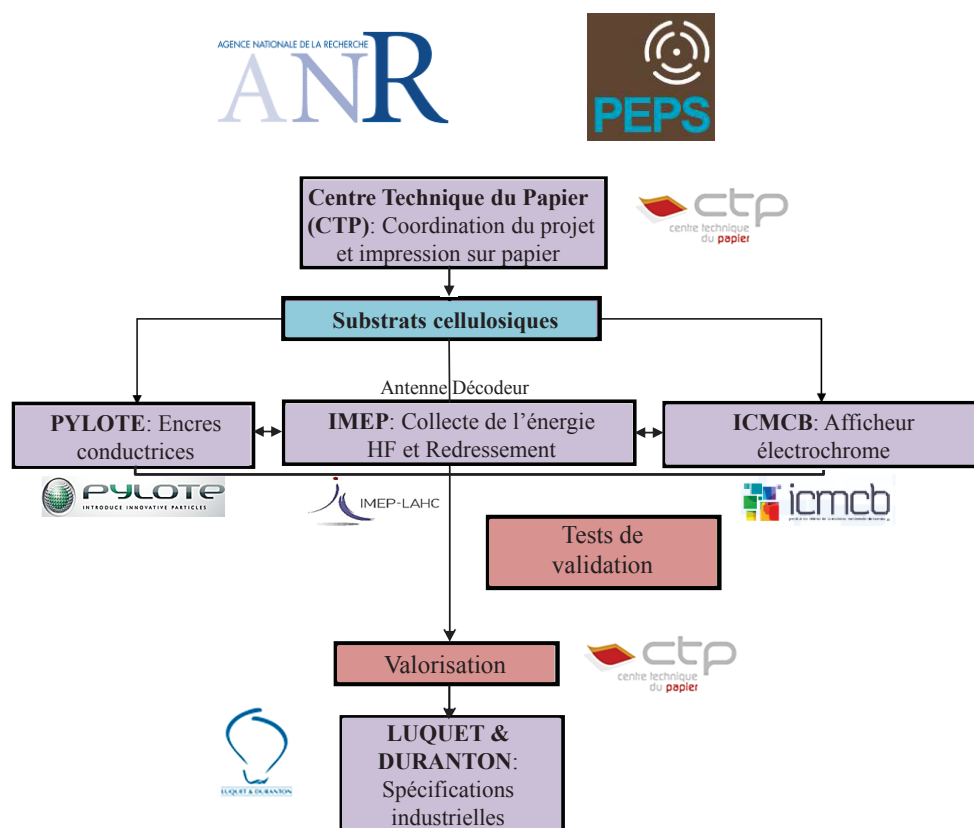 AGENCE NATIONALE DE LA RECHERCHE
ANR
PEPS
Centre Technique du Papier
(CTP): Coordination du projet
et impression sur papier
ctp
centre technique
du papier
Substrats cellulosiques
Antenne Décodeur
PYLOTE: Encres
conductrices
IMEP: Collecte de l'énergie
HF et Redressement
ICMCB: Afficheur
électrochrome
PYLOTE
INTRODUCE INNOVATIVE PARTICLES
IMEP-LAHC
icmcb
Tests de
validation
Valorisation
ctp
centre technique
du papier
LUQUET & DURANTON
LUQUET &
DURANTON:
Spécifications
industrielles